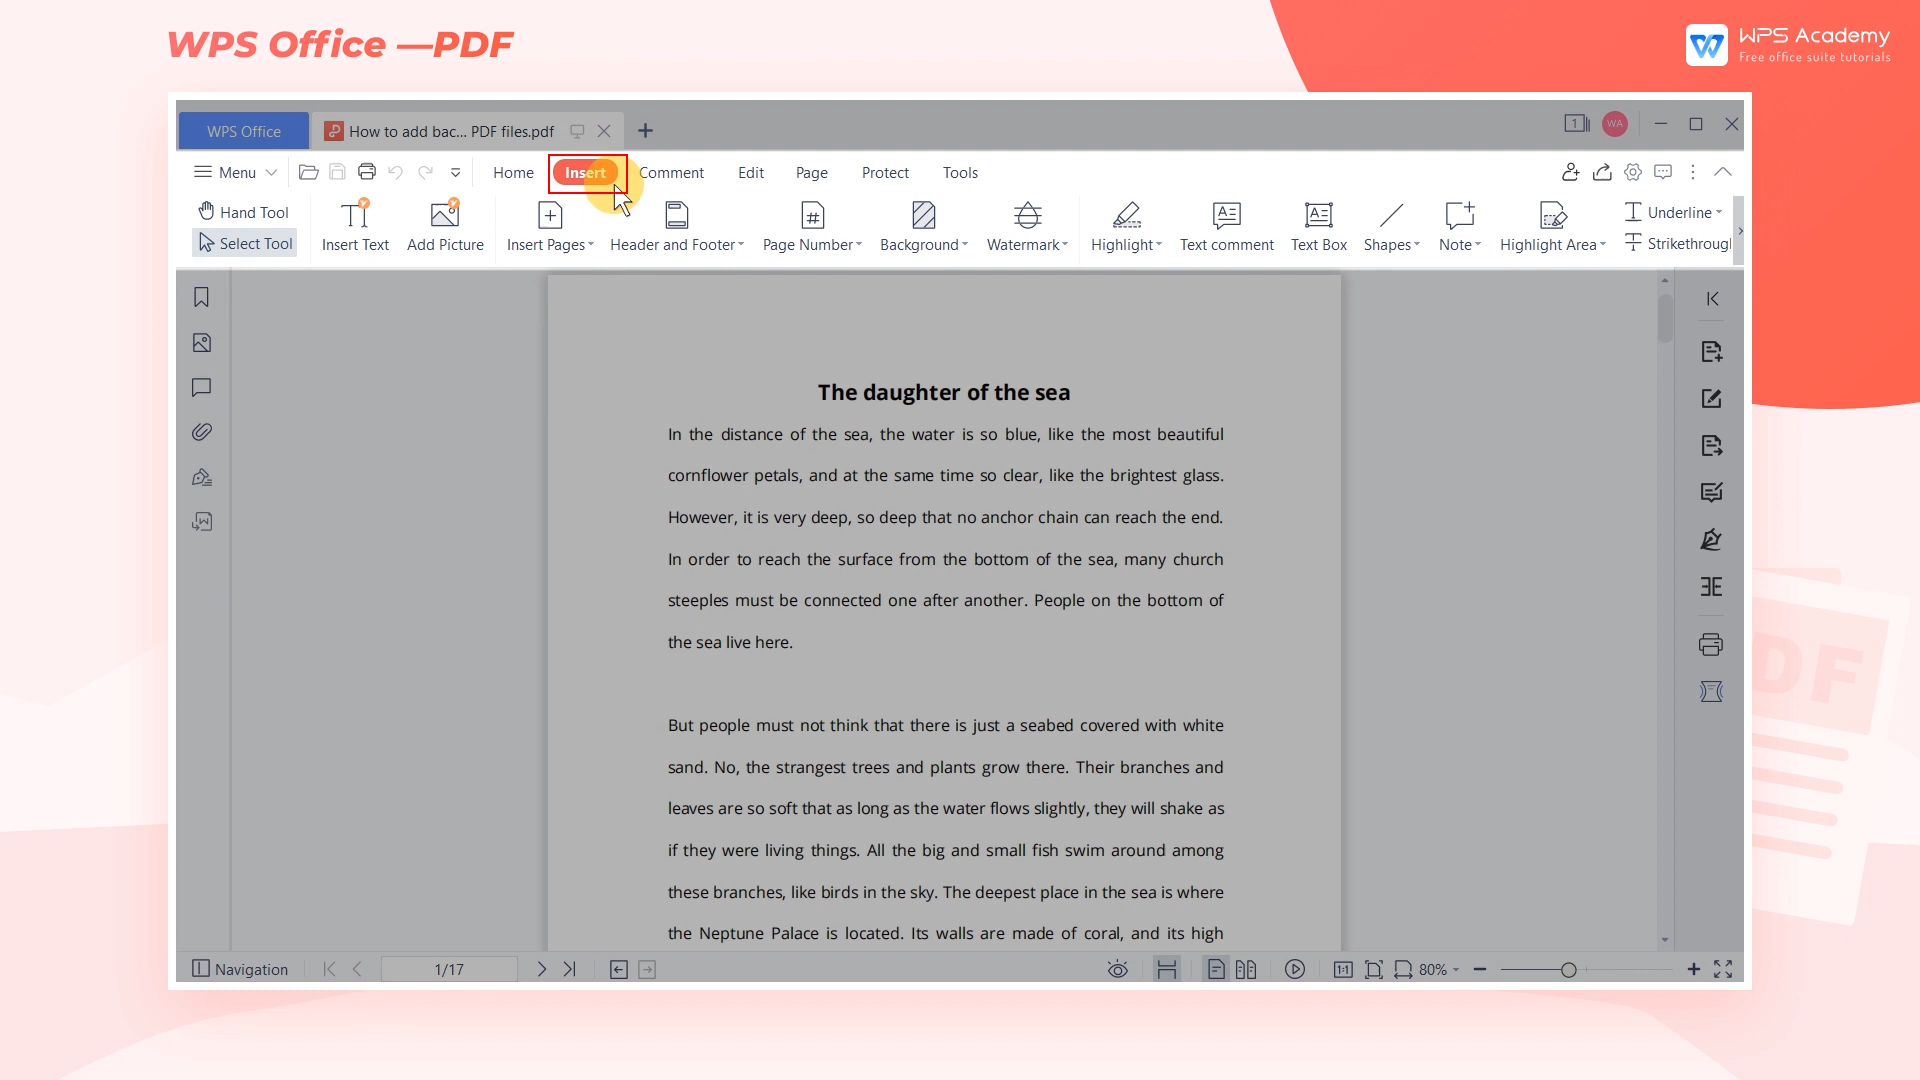 WPS Office —PDF
WPS Academy
Free office suite tutorials
WPS Office
How to add bac... PDF files.pdf
1
WA
Menu
Home
Insert
Comment
Edit
Page
Protect
Tools
Hand Tool
Select Tool
Insert Text
Add Picture
Insert Pages
Header and Footer
Page Number
Background
Watermark
Highlight
Text comment
Text Box
Shapes
Note
Highlight Area
Underline
Strikethroug
The daughter of the sea
In the distance of the sea, the water is so blue, like the most beautiful
cornflower petals, and at the same time so clear, like the brightest glass.
However, it is very deep, so deep that no anchor chain can reach the end.
In order to reach the surface from the bottom of the sea, many church
steeples must be connected one after another. People on the bottom of
the sea live here.
But people must not think that there is just a seabed covered with white
sand. No, the strangest trees and plants grow there. Their branches and
leaves are so soft that as long as the water flows slightly, they will shake as
if they were living things. All the big and small fish swim around among
these branches, like birds in the sky. The deepest place in the sea is where
the Neptune Palace is located. Its walls are made of coral, and its high
PDF
Navigation
1/17
1:1
80%